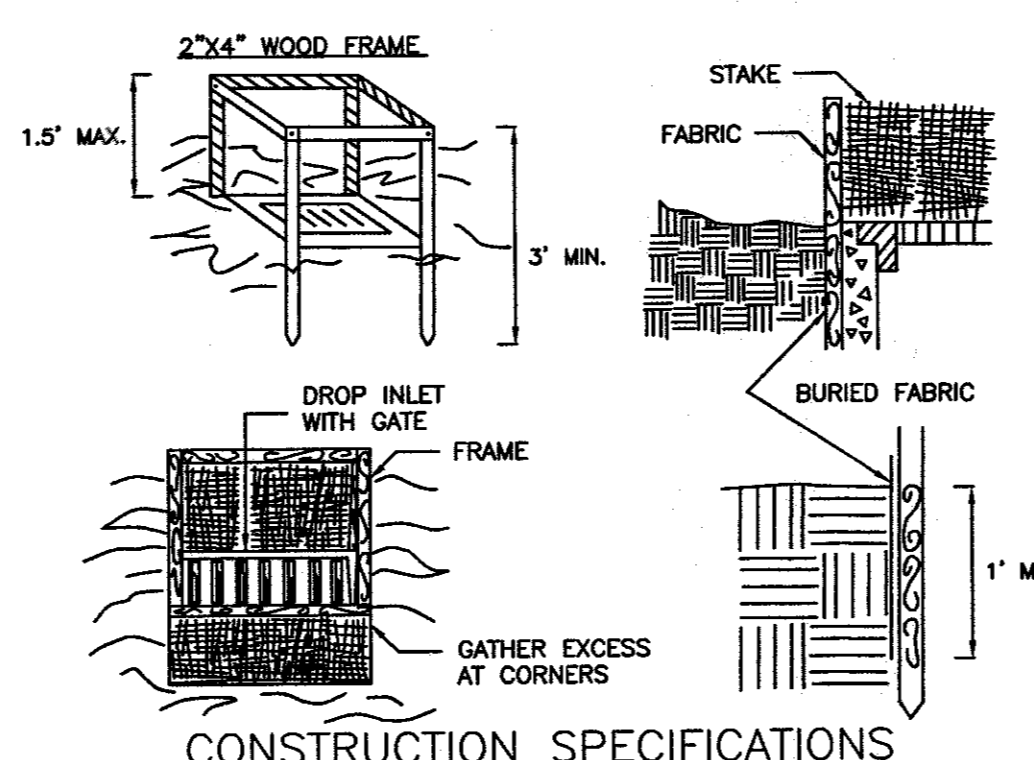 2"X4" WOOD FRAME
1.5' MAX.
3' MIN.
STAKE
FABRIC
BURIED FABRIC
DROP INLET
WITH GATE
FRAME
GATHER EXCESS
AT CORNERS
1' M
CONSTRUCTION SPECIFICATIONS